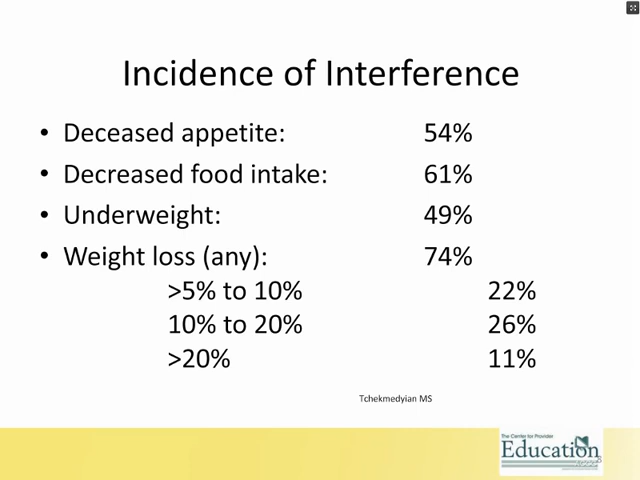 Incidence of Interference
• Deceased appetite: 54%
• Decreased food intake: 61%
• Underweight: 49%
• Weight loss (any): 74%
>5% to 10% 22%
10% to 20% 26%
>20% 11%
Tchekmedyian MS
The Center for Provider
Education